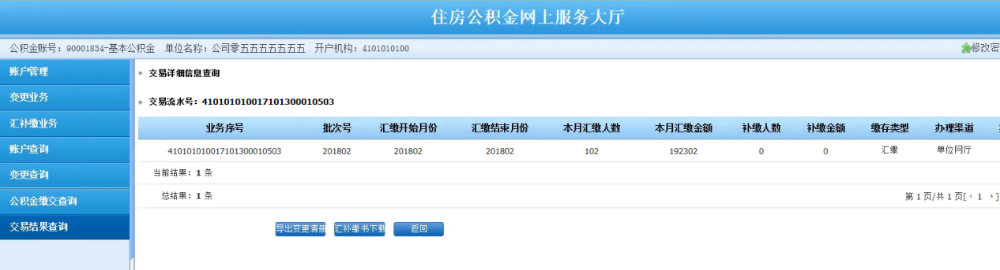 住房公积金网上服务大厅
公积金账号：90001834-基本公积金 单位名称：公司零五五五五五五五 开户机构：4101010100 修改密
账户管理
变更业务
汇补缴业务
账户查询
变更查询
公积金缴交查询
交易结果查询
交易详细信息查询
交易流水号：410101010017101300010503
业务序号 批次号 汇缴开始月份 汇缴结束月份 本月汇缴人数 本月汇缴金额 补缴人数 补缴金额 缴存类型 办理渠道
410101010017101300010503 201802 201802 201802 102 192302 0 0 汇缴 单位网厅
当前结果：1 条
总结果：1 条 第 1 页/共 1 页[ 1 ]
导出变更清册 汇补缴书下载 返回